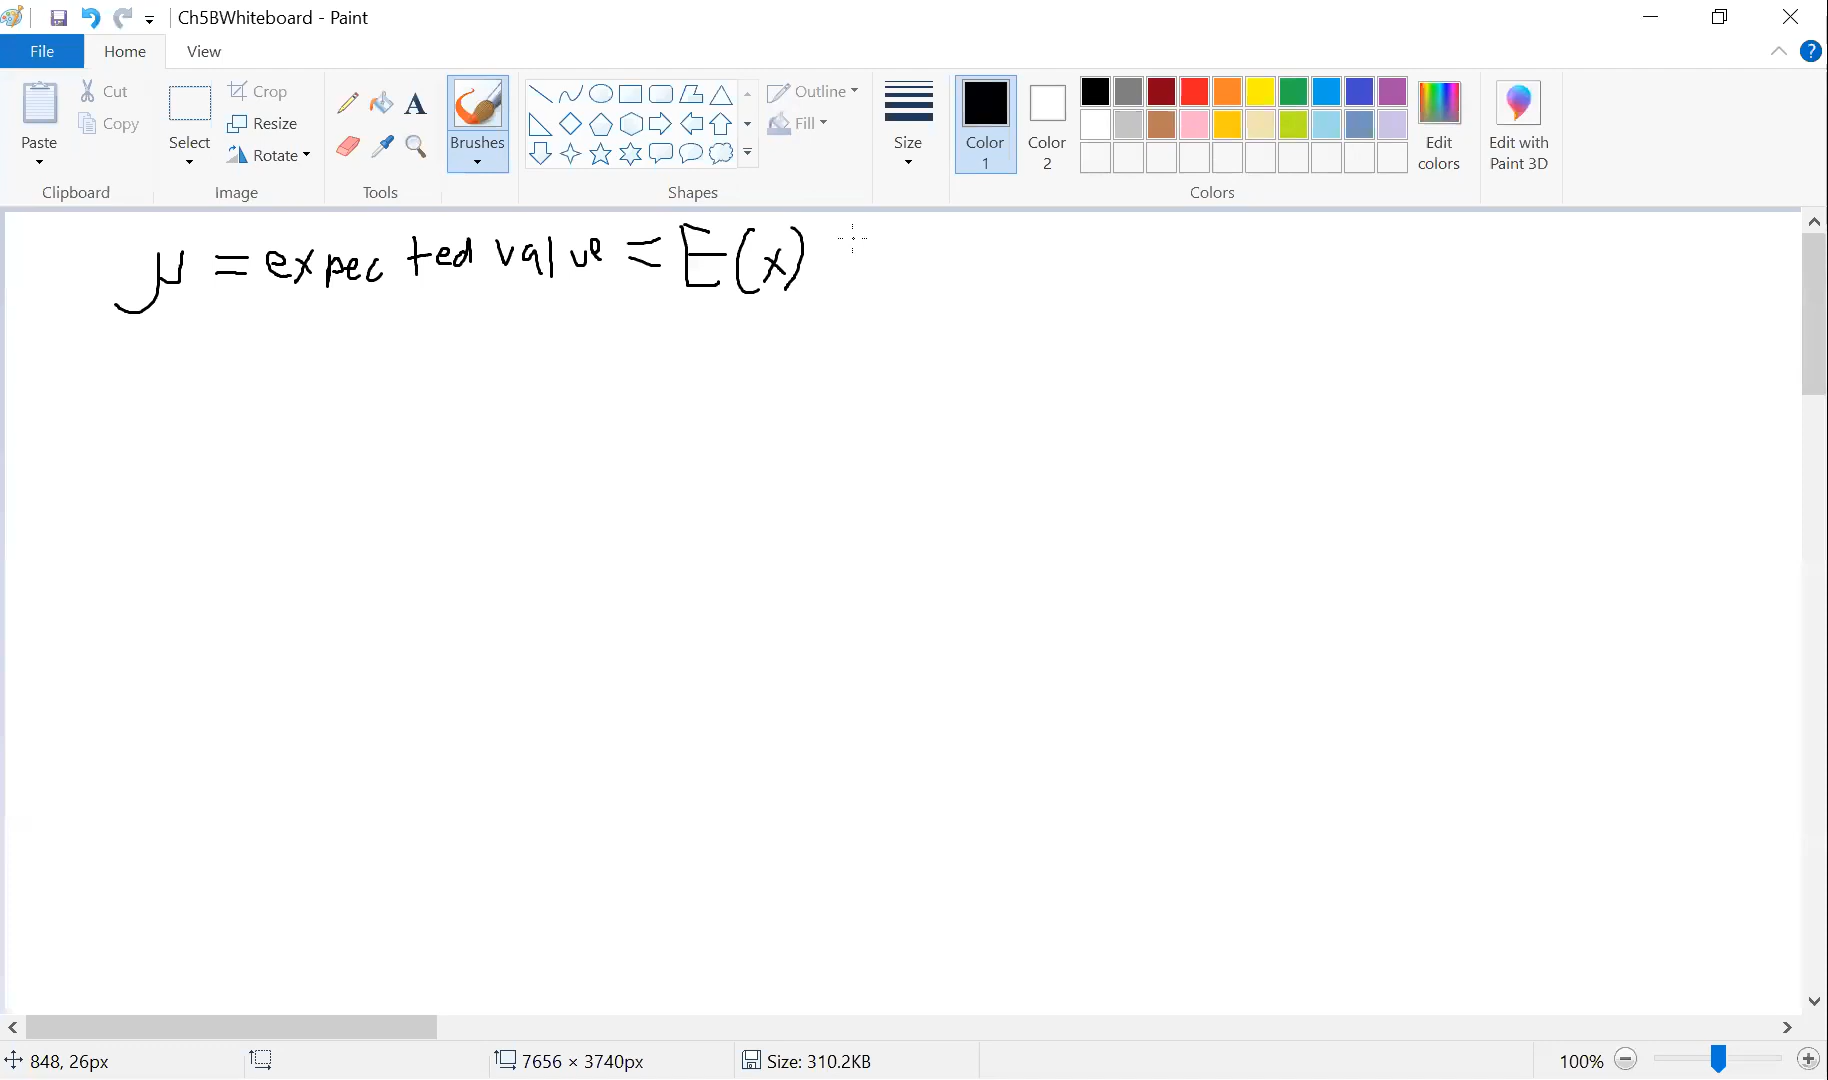 Ch5BWhiteboard - Paint
File Home View
Paste Cut Copy Clipboard
Select Crop Resize Rotate Image
Tools
Brushes
Outline Fill Shapes
Size
Color 1 Color 2 Edit colors Colors
Edit with Paint 3D
μ = expected value = E(x)
848, 26px 7656 × 3740px Size: 310.2KB 100%